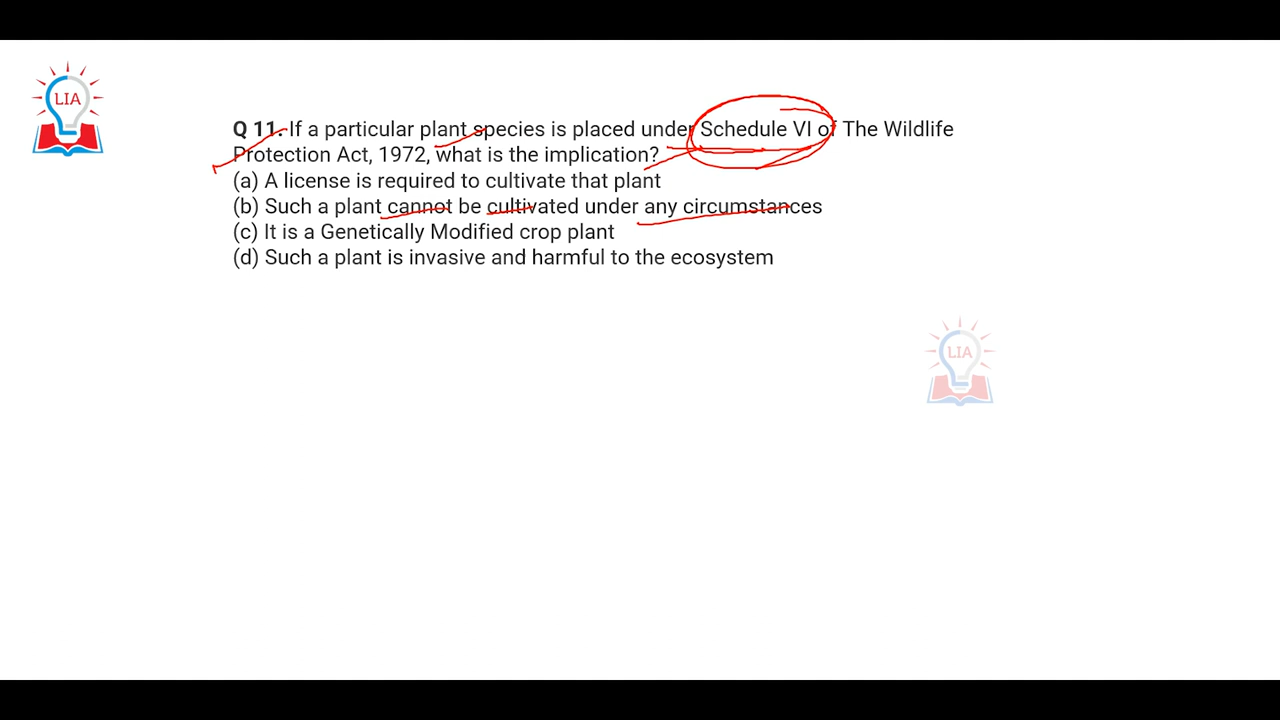 LIA
Q 11. If a particular plant species is placed under Schedule VI of The Wildlife
Protection Act, 1972, what is the implication?
(a) A license is required to cultivate that plant
(b) Such a plant cannot be cultivated under any circumstances
(c) It is a Genetically Modified crop plant
(d) Such a plant is invasive and harmful to the ecosystem
LIA